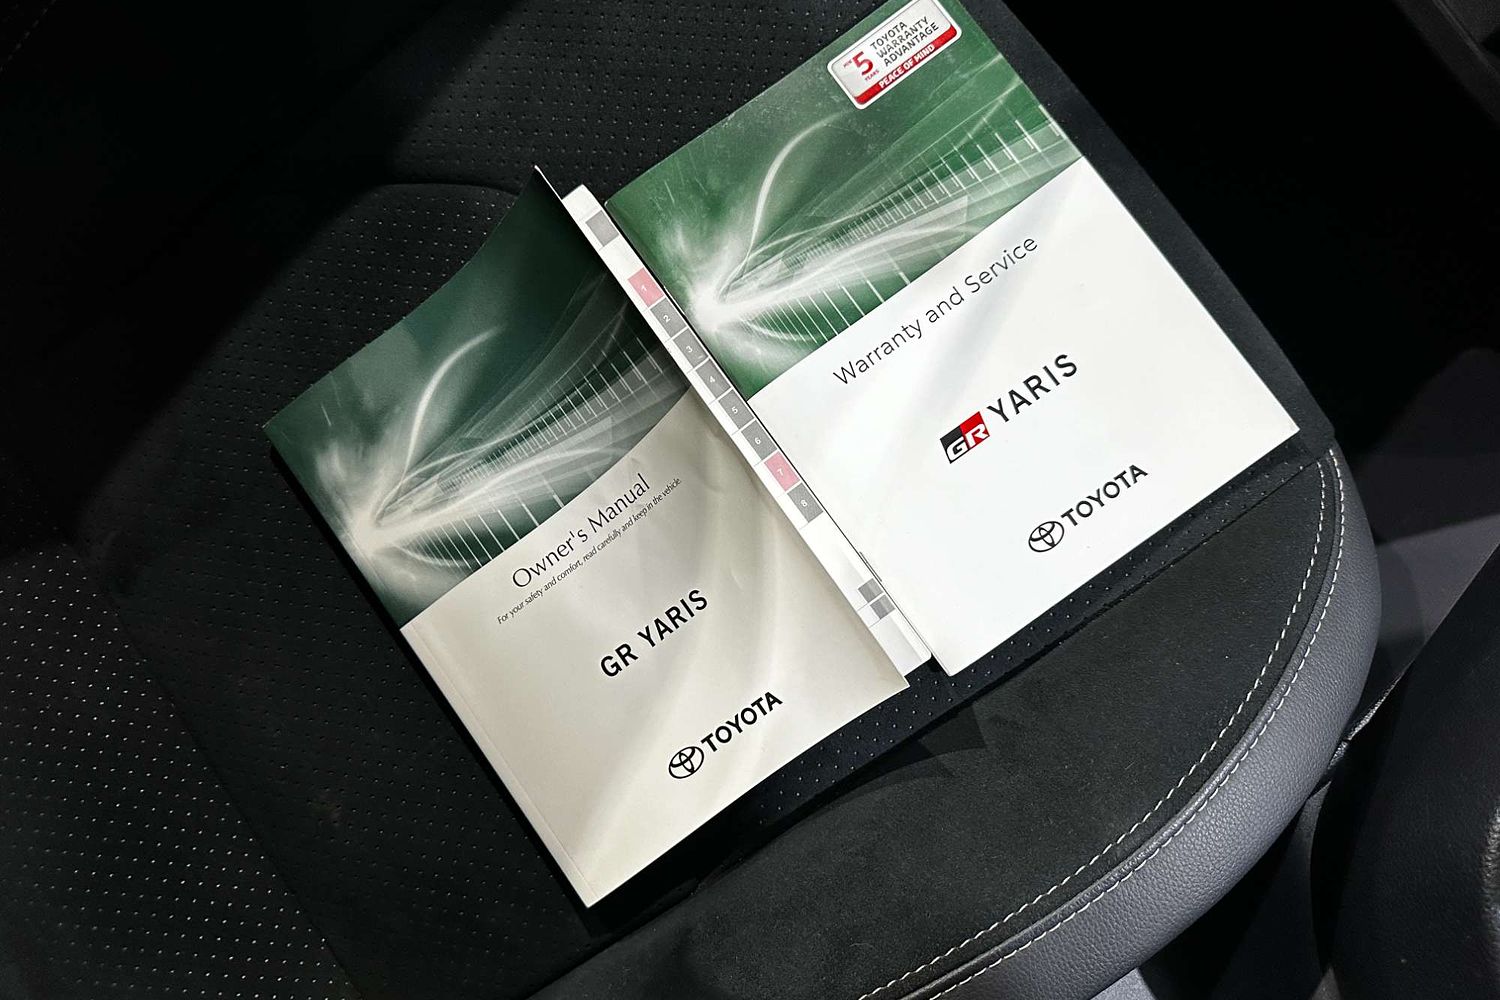 MIN
5
YEARS
TOYOTA
WARRANTY
ADVANTAGE
PEACE OF MIND
Warranty and Service
GR YARIS
TOYOTA
1
2
3
4
5
6
7
8
Owner's Manual
For your safety and comfort, read carefully and keep in the vehicle.
GR YARIS
TOYOTA